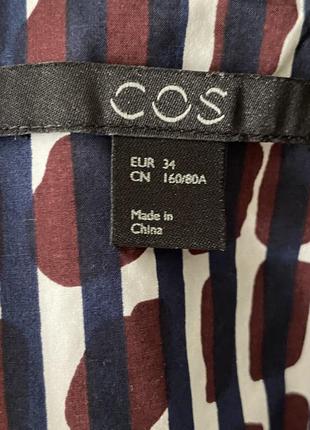 COS
EUR 34
CN 160/80A
Made in
China